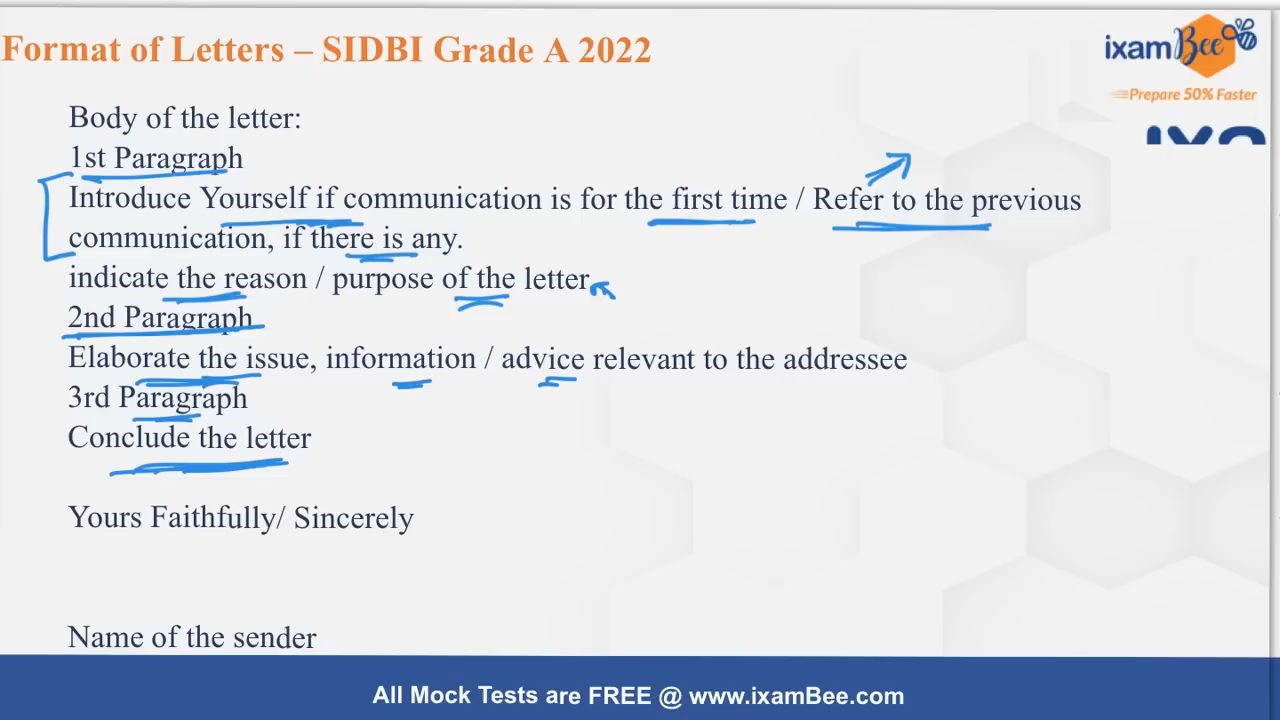 Format of Letters – SIDBI Grade A 2022
ixamBee
Prepare 50% Faster
Body of the letter:
1st Paragraph
Introduce Yourself if communication is for the first time / Refer to the previous
communication, if there is any.
indicate the reason / purpose of the letter
2nd Paragraph
Elaborate the issue, information / advice relevant to the addressee
3rd Paragraph
Conclude the letter
Yours Faithfully/ Sincerely
Name of the sender
All Mock Tests are FREE @ www.ixamBee.com